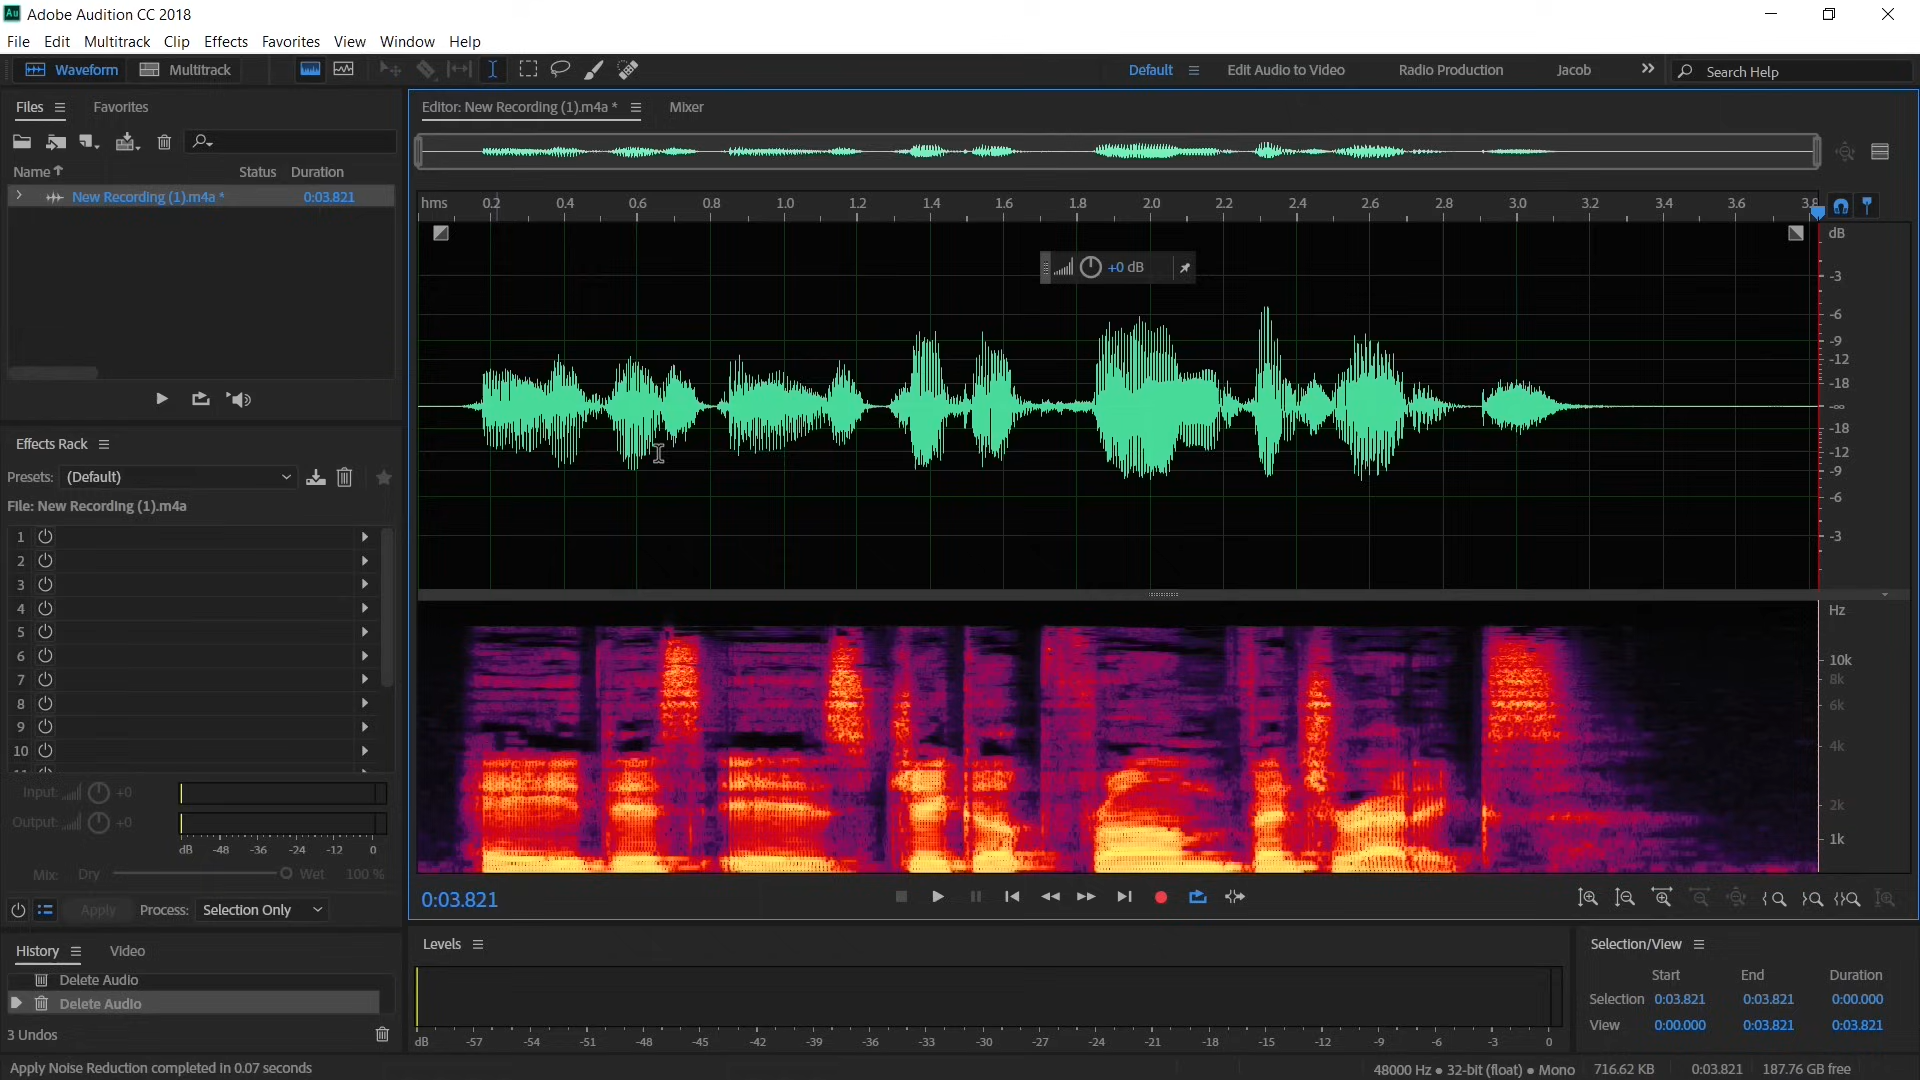 Au Adobe Audition CC 2018
File Edit Multitrack Clip Effects Favorites View Window Help
Waveform Multitrack Default Edit Audio to Video Radio Production Jacob Search Help
Files Favorites
Name Status Duration
New Recording (1).m4a * 0:03.821
Effects Rack
Presets: (Default)
File: New Recording (1).m4a
1
2
3
4
5
6
7
8
9
10
Input: +0
Output: +0
dB -48 -36 -24 -12 0
Mix: Dry Wet 100 %
Apply Process: Selection Only
History Video
Delete Audio
Delete Audio
3 Undos
Editor: New Recording (1).m4a * Mixer
hms 0.2 0.4 0.6 0.8 1.0 1.2 1.4 1.6 1.8 2.0 2.2 2.4 2.6 2.8 3.0 3.2 3.4 3.6 3.8
dB
+0 dB
-3
-6
-9
-12
-18
-∞
-18
-12
-9
-6
-3
Hz
10k
8k
6k
4k
2k
1k
0:03.821
Levels
dB -57 -54 -51 -48 -45 -42 -39 -36 -33 -30 -27 -24 -21 -18 -15 -12 -9 -6 -3 0
Selection/View
Start End Duration
Selection 0:03.821 0:03.821 0:00.000
View 0:00.000 0:03.821 0:03.821
Apply Noise Reduction completed in 0.07 seconds 48000 Hz ● 32-bit (float) ● Mono 716.62 KB 0:03.821 187.76 GB free